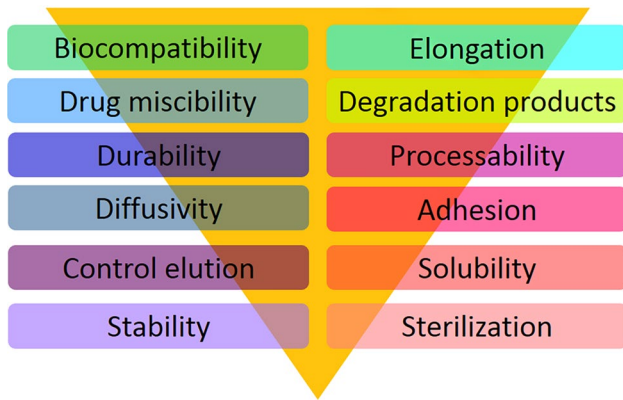 Biocompatibility
Elongation
Drug miscibility
Degradation products
Durability
Processability
Diffusivity
Adhesion
Control elution
Solubility
Stability
Sterilization